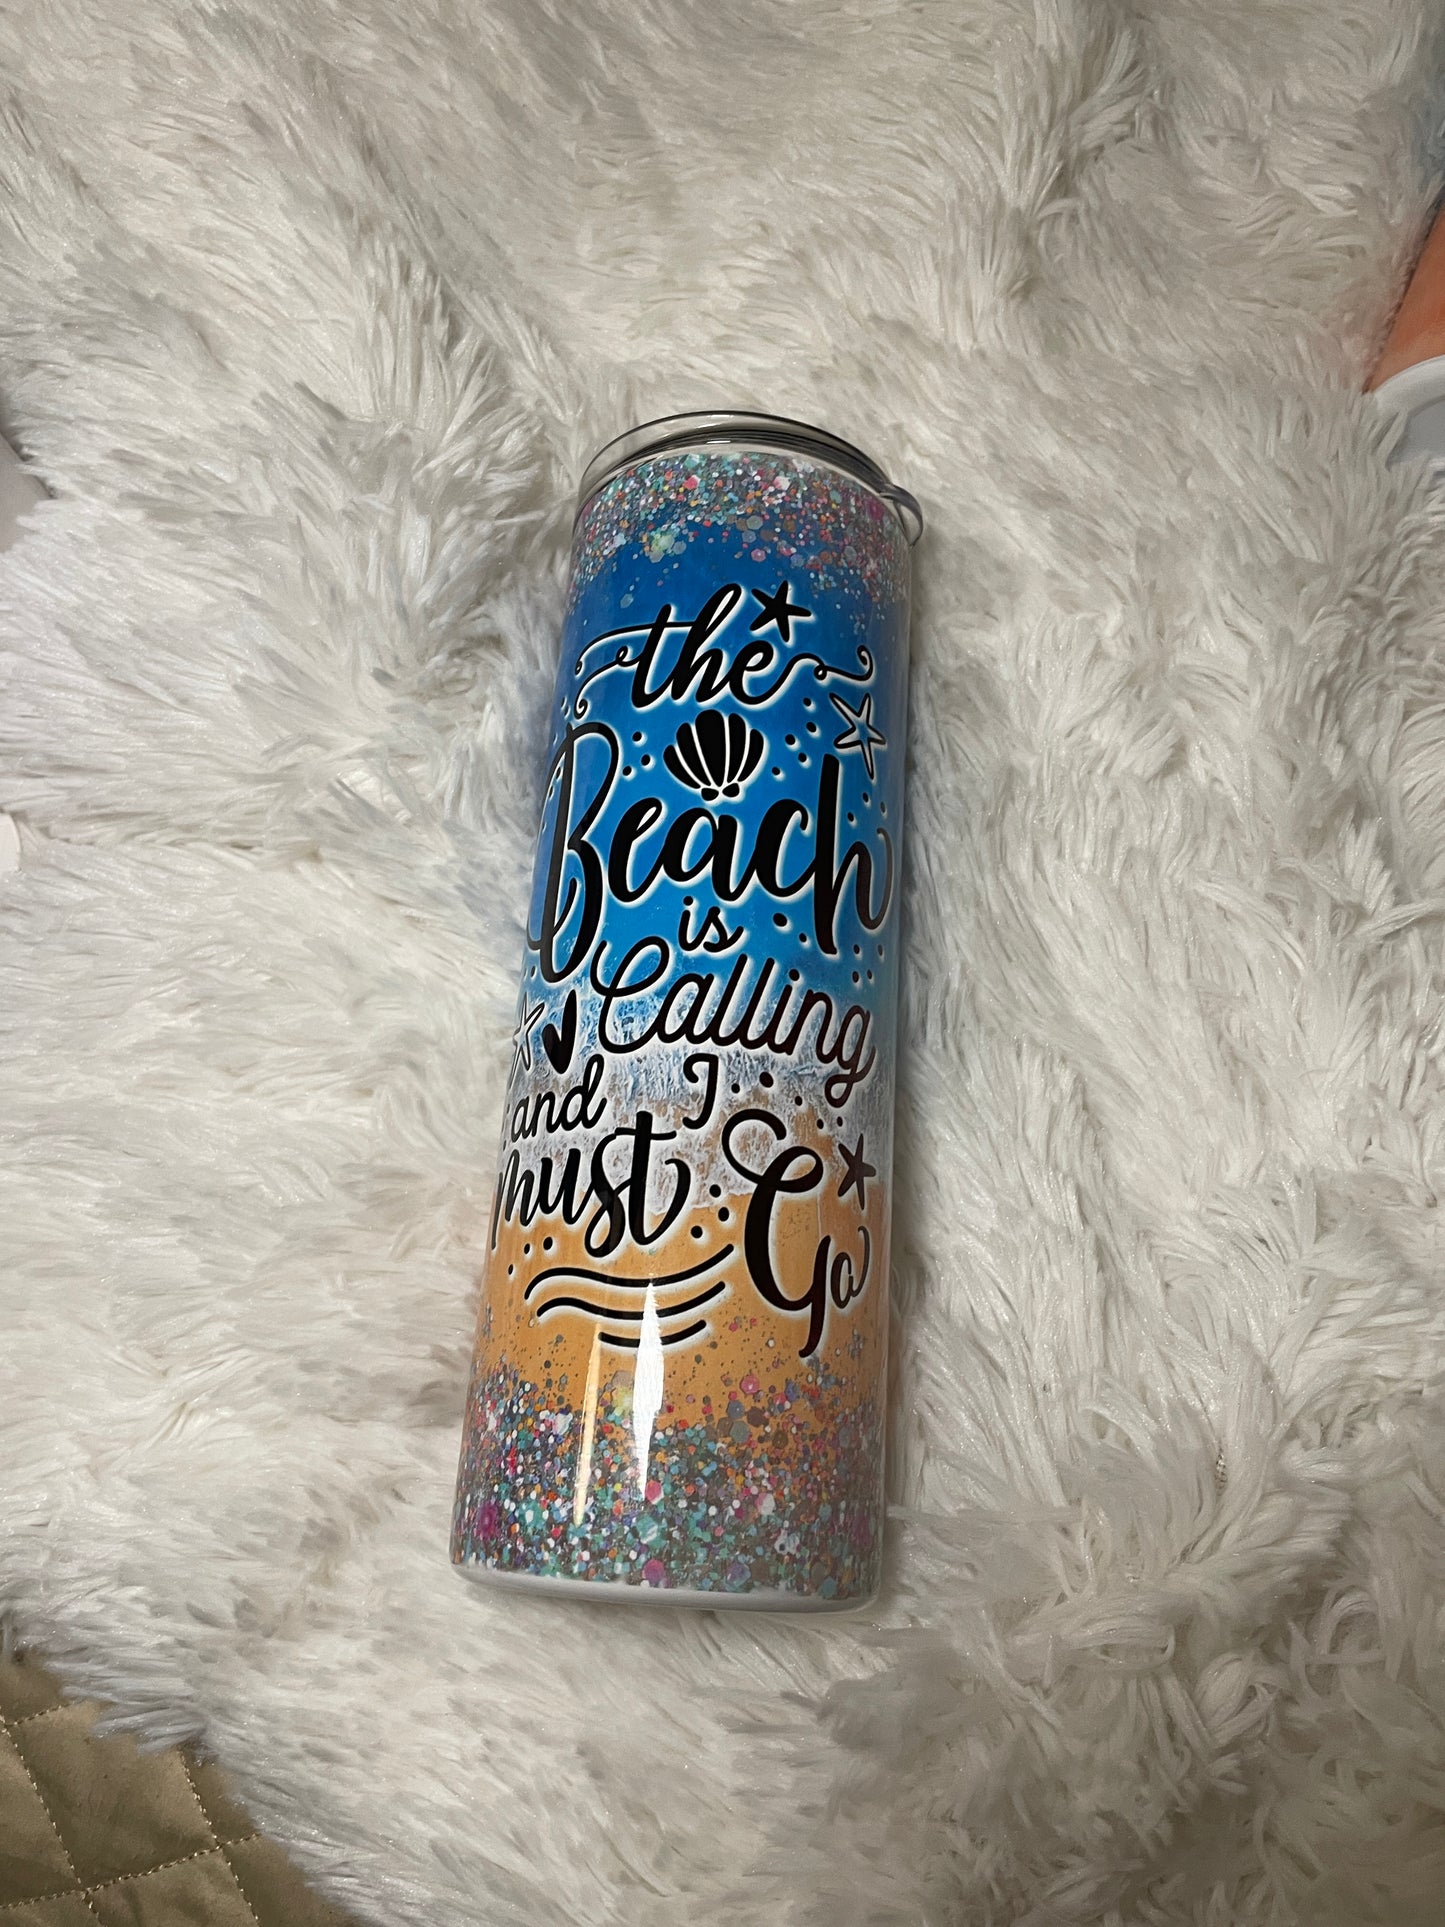 the
Beach
is
Calling
and I
must Go